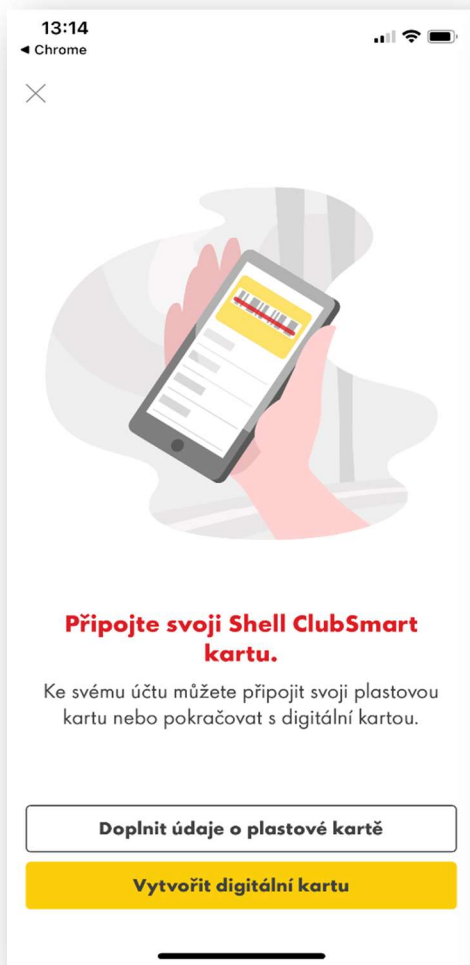 13:14
◀ Chrome
Připojte svoji Shell ClubSmart
kartu.
Ke svému účtu můžete připojit svoji plastovou
kartu nebo pokračovat s digitální kartou.
Doplnit údaje o plastové kartě
Vytvořit digitální kartu